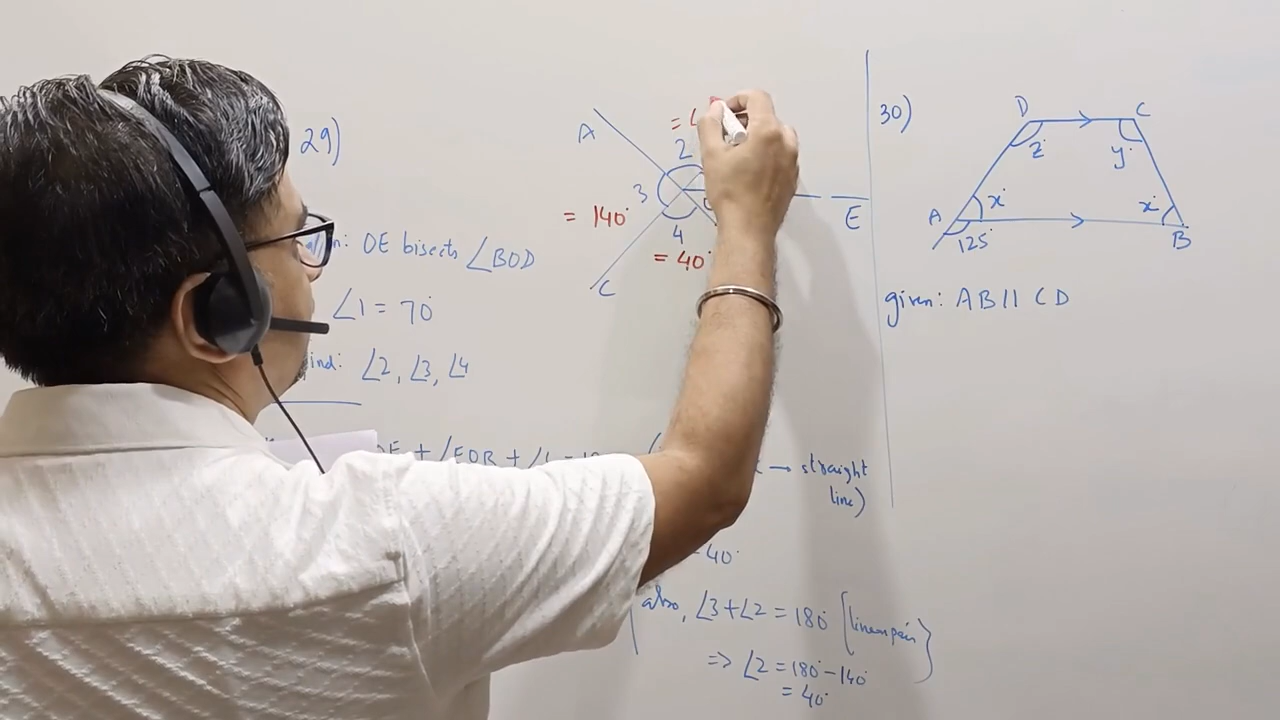 29)
A
2
3
= 140°
4
= 40°
C
E
OE bisects ∠BOD
∠1 = 70°
∠2, ∠3, ∠4
+ ∠EOB +
→ straight
line)
40°
also, ∠3+∠2 = 180° [linear pair]
=> ∠2 = 180° - 140°
= 40°
30)
D
C
z°
y°
A
x°
x°
B
125°
given: AB || CD